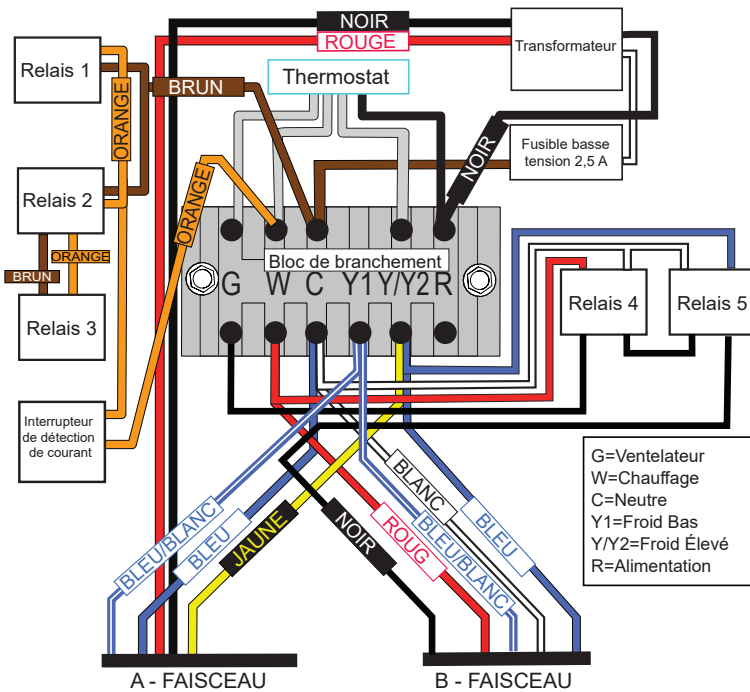 NOIR
ROUGE
Transformateur
Relais 1
ORANGE
BRUN
Thermostat
NOIR
Fusible basse
tension 2,5 A
Relais 2
ORANGE
BRUN
ORANGE
Relais 3
Bloc de branchement
G W C Y1 Y/Y2 R
Relais 4
Relais 5
Interrupteur
de détection
de courant
BLEU/BLANC
BLEU
JAUNE
NOIR
ROUG
BLANC
BLEU/BLANC
BLEU
G=Ventelateur
W=Chauffage
C=Neutre
Y1=Froid Bas
Y/Y2=Froid Élevé
R=Alimentation
A - FAISCEAU
B - FAISCEAU